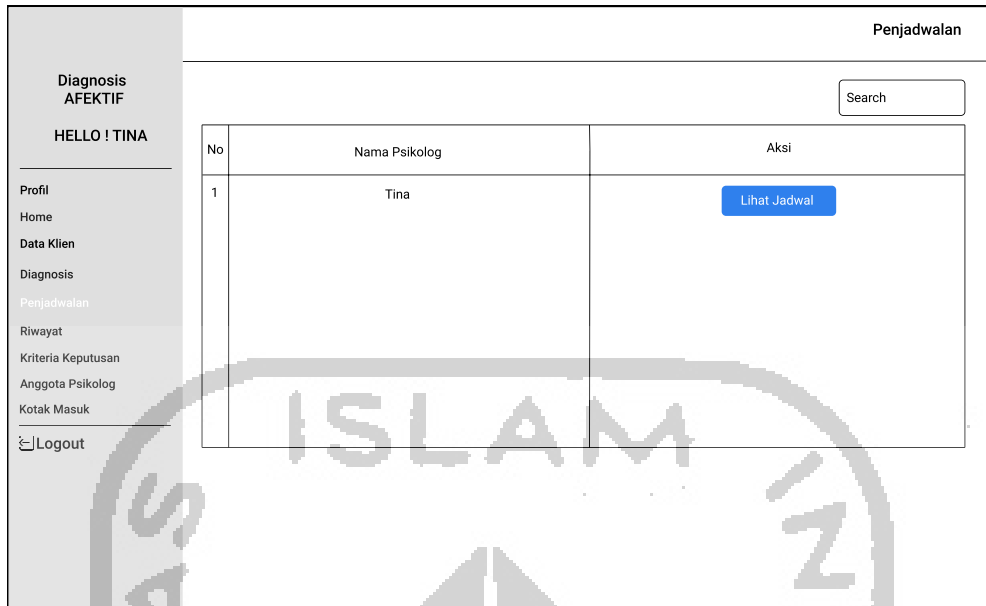 Penjadwalan
Diagnosis
AFEKTIF
HELLO ! TINA
Profil
Home
Data Klien
Diagnosis
Penjadwalan
Riwayat
Kriteria Keputusan
Anggota Psikolog
Kotak Masuk
Logout
Search
No Nama Psikolog Aksi
1 Tina Lihat Jadwal
ISLAM